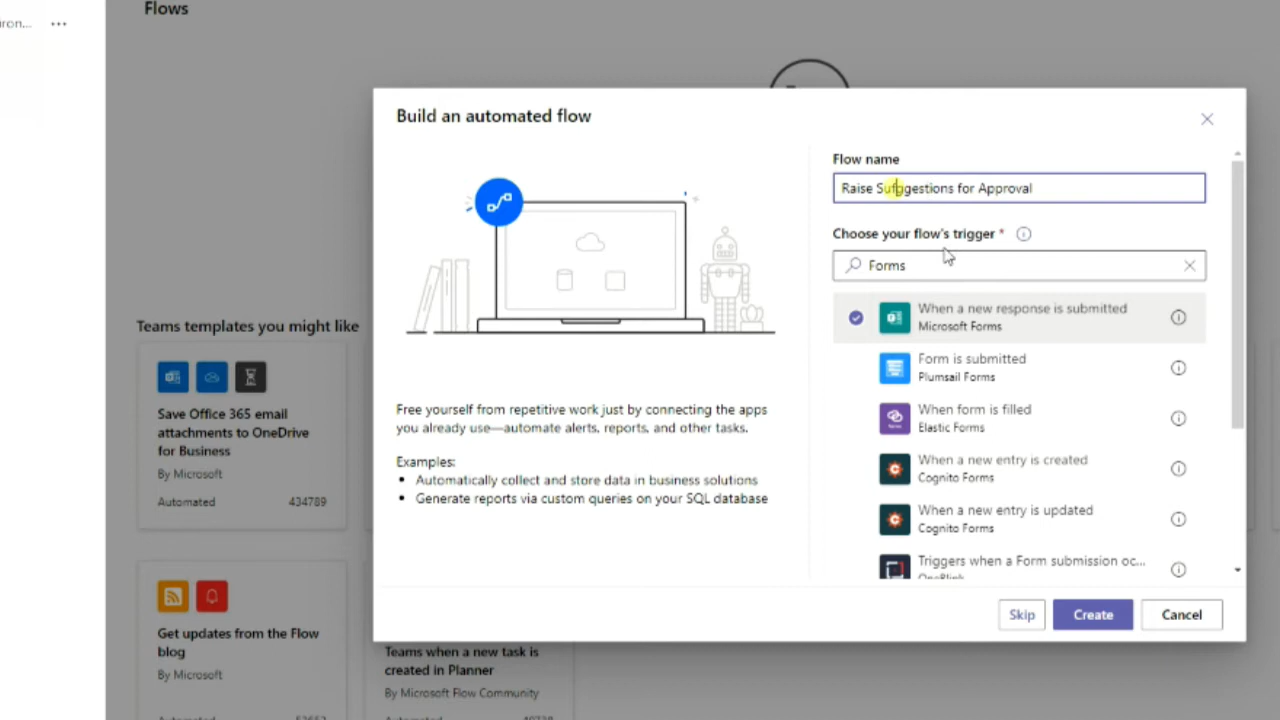 Flows
...
Build an automated flow
Flow name
Raise Sufggestions for Approval
Choose your flow's trigger *
Forms
When a new response is submitted
Microsoft Forms
Form is submitted
Plumsail Forms
When form is filled
Elastic Forms
When a new entry is created
Cognito Forms
When a new entry is updated
Cognito Forms
Triggers when a Form submission oc...
Free yourself from repetitive work just by connecting the apps
you already use—automate alerts, reports, and other tasks.
Examples:
• Automatically collect and store data in business solutions
• Generate reports via custom queries on your SQL database
Skip
Create
Cancel
Teams templates you might like
Save Office 365 email
attachments to OneDrive
for Business
By Microsoft
Automated 434789
Get updates from the Flow
blog
By Microsoft
Teams when a new task is
created in Planner
By Microsoft Flow Community